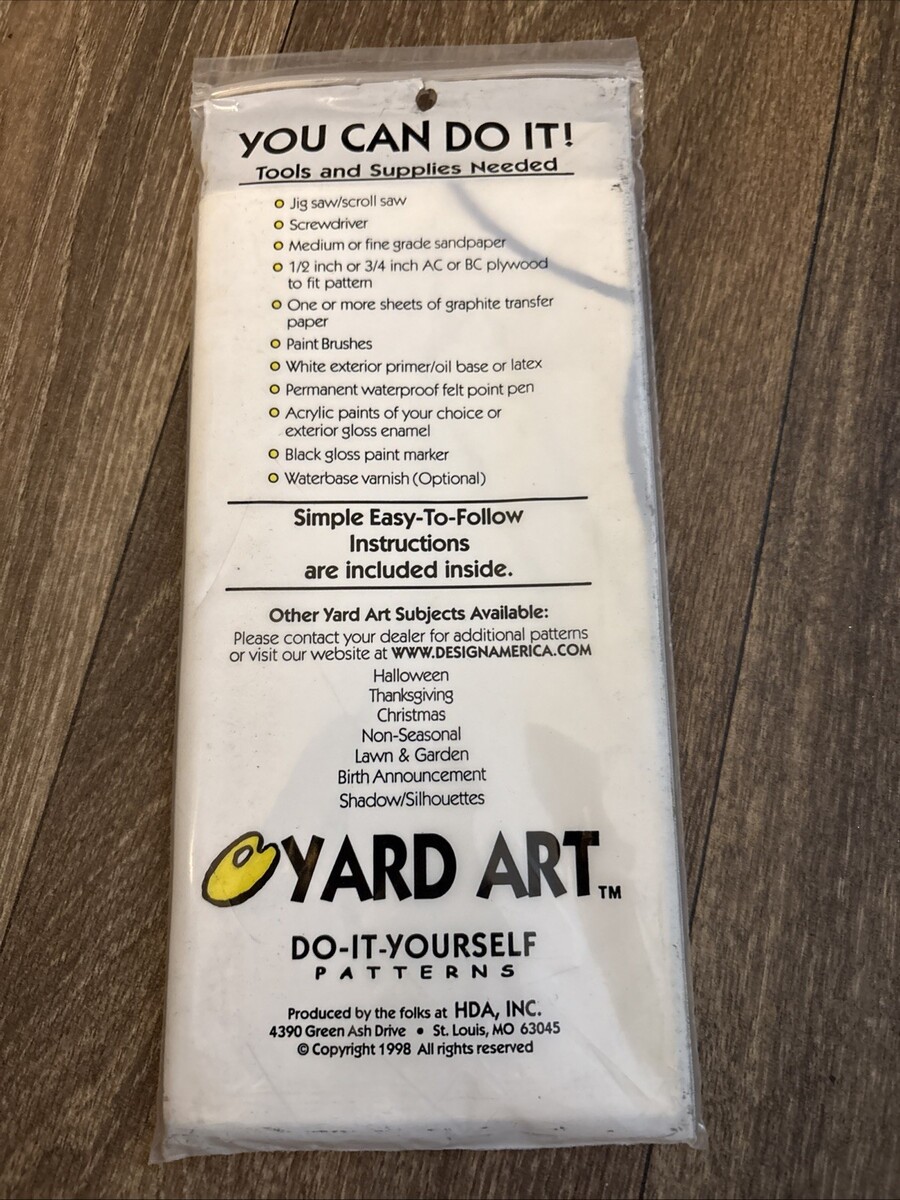 YOU CAN DO IT!
Tools and Supplies Needed
Jig saw/scroll saw
Screwdriver
Medium or fine grade sandpaper
1/2 inch or 3/4 inch AC or BC plywood
to fit pattern
One or more sheets of graphite transfer
paper
Paint Brushes
White exterior primer/oil base or latex
Permanent waterproof felt point pen
Acrylic paints of your choice or
exterior gloss enamel
Black gloss paint marker
Waterbase varnish (Optional)
Simple Easy-To-Follow
Instructions
are included inside.
Other Yard Art Subjects Available:
Please contact your dealer for additional patterns
or visit our website at WWW.DESIGNAMERICA.COM
Halloween
Thanksgiving
Christmas
Non-Seasonal
Lawn & Garden
Birth Announcement
Shadow/Silhouettes
YARD ART™
DO-IT-YOURSELF
PATTERNS
Produced by the folks at HDA, INC.
4390 Green Ash Drive • St. Louis, MO 63045
© Copyright 1998 All rights reserved